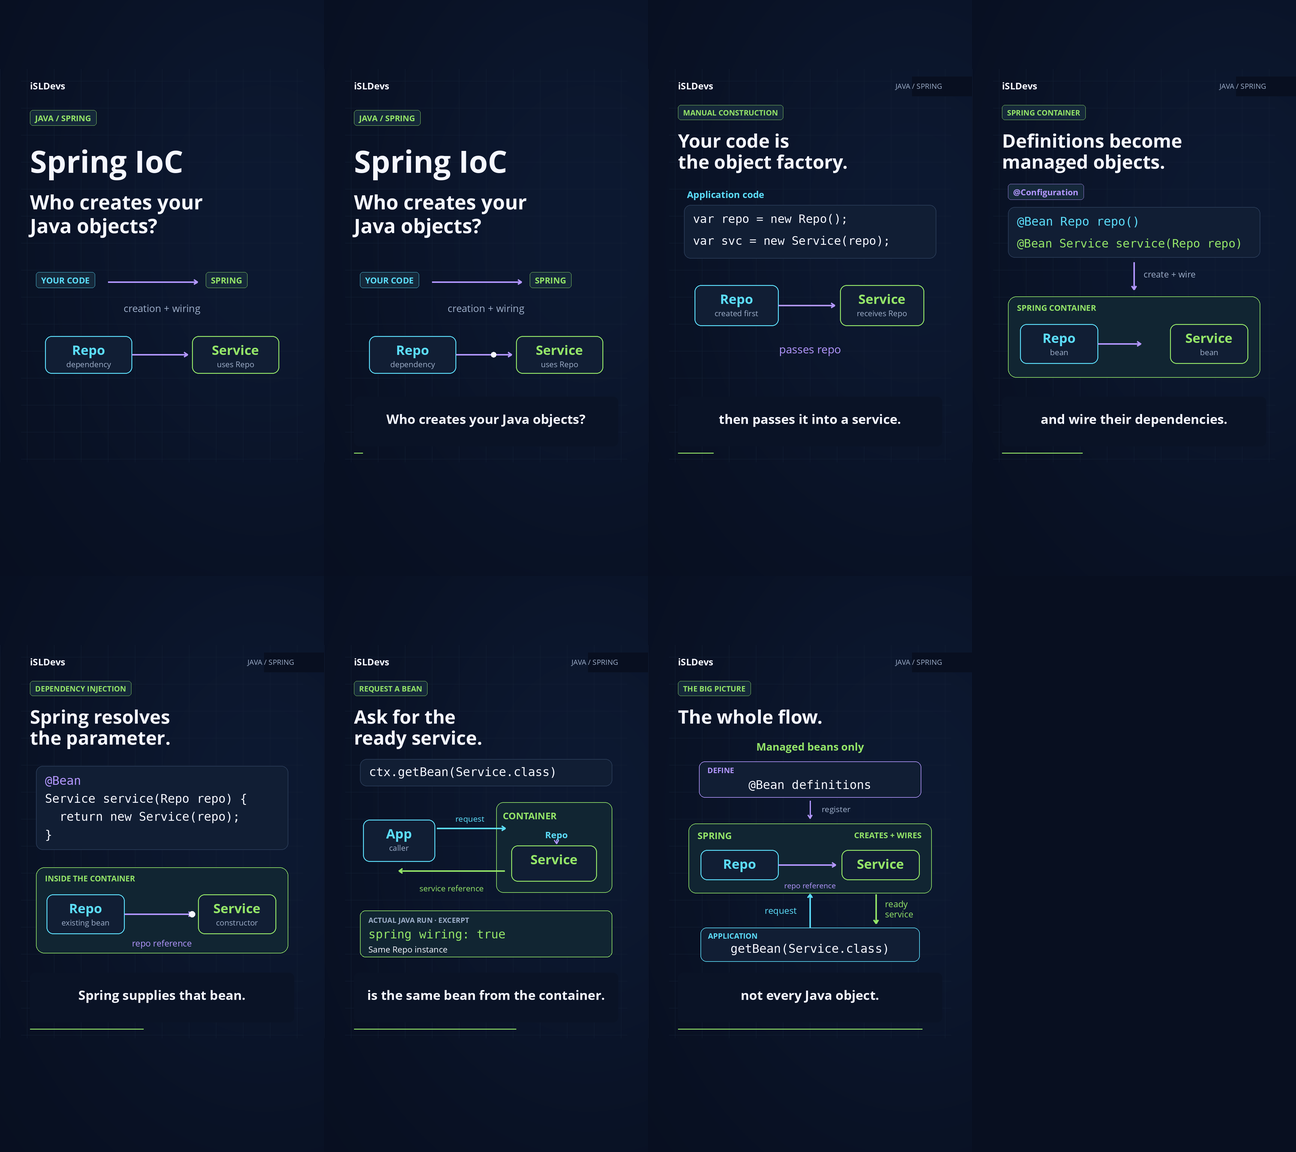 iSLDevs
JAVA / SPRING
Spring IoC
Who creates your
Java objects?
YOUR CODE
SPRING
creation + wiring
Repo
dependency
Service
uses Repo
iSLDevs
JAVA / SPRING
Spring IoC
Who creates your
Java objects?
YOUR CODE
SPRING
creation + wiring
Repo
dependency
Service
uses Repo
Who creates your Java objects?
iSLDevs
JAVA / SPRING
MANUAL CONSTRUCTION
Your code is
the object factory.
Application code
var repo = new Repo();
var svc = new Service(repo);
Repo
created first
Service
receives Repo
passes repo
then passes it into a service.
iSLDevs
JAVA / SPRING
SPRING CONTAINER
Definitions become
managed objects.
@Configuration
@Bean Repo repo()
@Bean Service service(Repo repo)
create + wire
SPRING CONTAINER
Repo
bean
Service
bean
and wire their dependencies.
iSLDevs
JAVA / SPRING
DEPENDENCY INJECTION
Spring resolves
the parameter.
@Bean
Service service(Repo repo) {
return new Service(repo);
}
INSIDE THE CONTAINER
Repo
existing bean
Service
constructor
repo reference
Spring supplies that bean.
iSLDevs
JAVA / SPRING
REQUEST A BEAN
Ask for the
ready service.
ctx.getBean(Service.class)
App
caller
request
CONTAINER
Repo
Service
service reference
ACTUAL JAVA RUN · EXCERPT
spring wiring: true
Same Repo instance
is the same bean from the container.
iSLDevs
JAVA / SPRING
THE BIG PICTURE
The whole flow.
Managed beans only
DEFINE
@Bean definitions
register
SPRING
CREATES + WIRES
Repo
Service
repo reference
request
ready
service
APPLICATION
getBean(Service.class)
not every Java object.